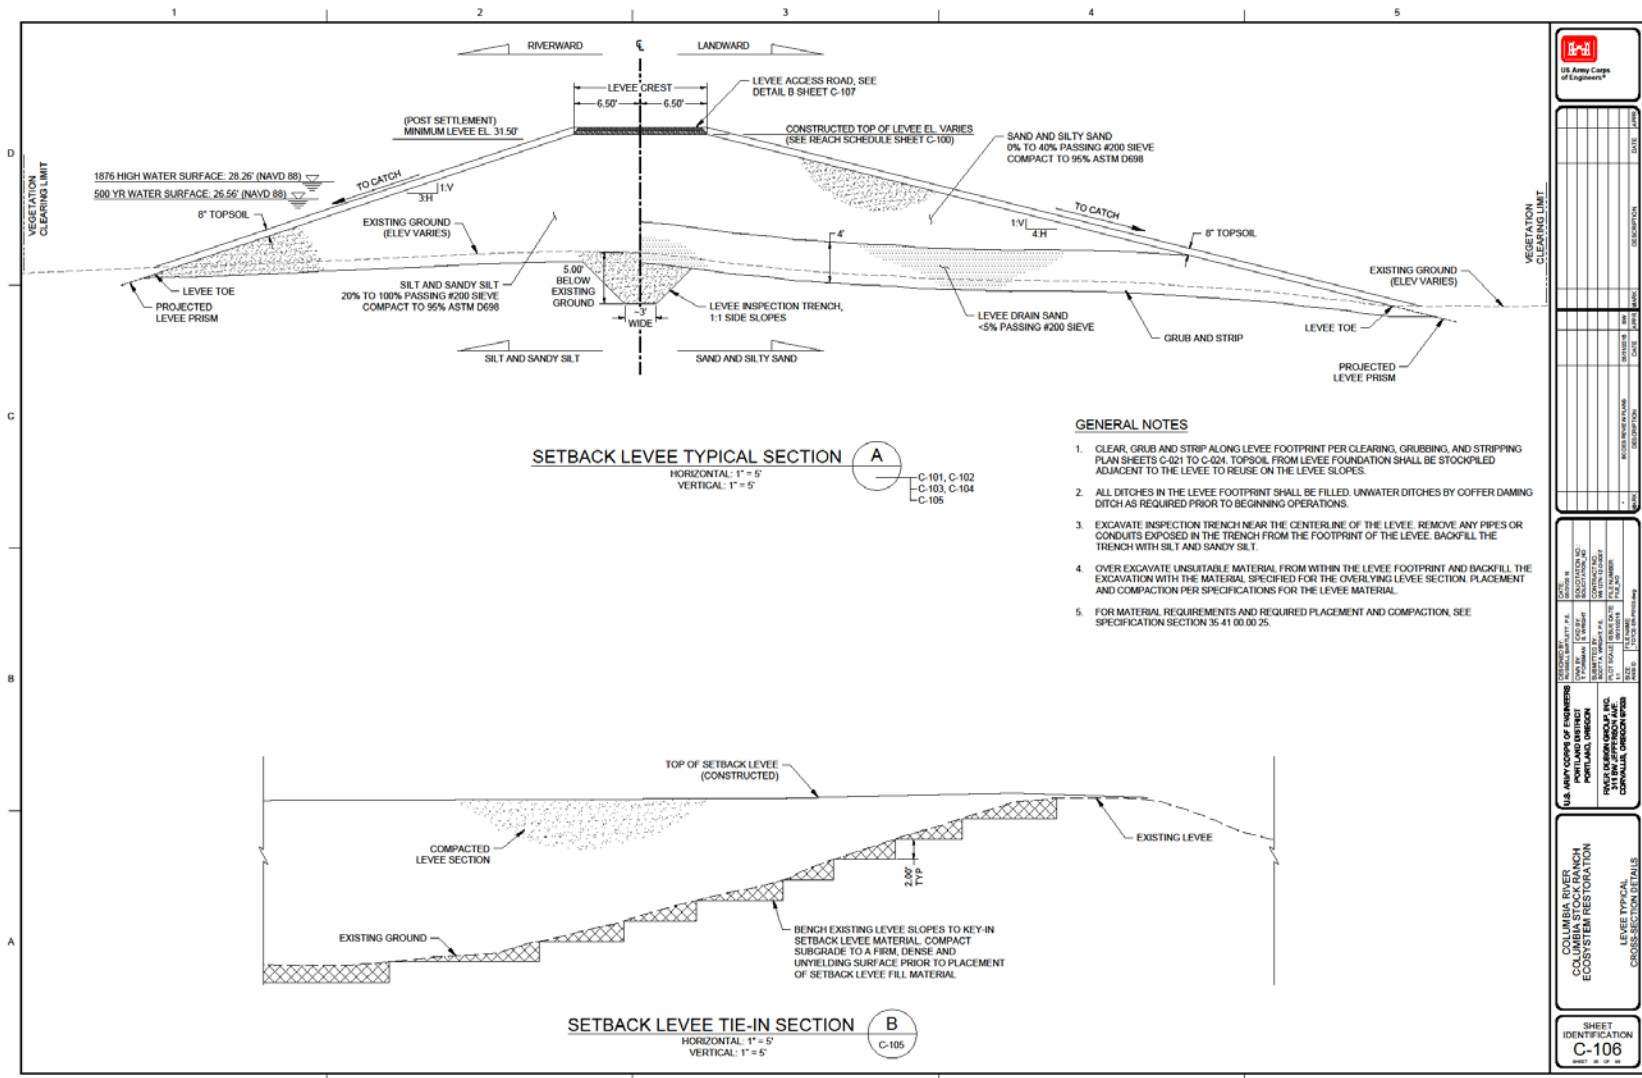 1 2 3 4 5
RIVERWARD
LANDWARD
LEVEE CREST
6.50' 6.50'
LEVEE ACCESS ROAD, SEE
DETAIL B SHEET C-107
(POST SETTLEMENT)
MINIMUM LEVEE EL. 31.50'
CONSTRUCTED TOP OF LEVEE EL. VARIES
(SEE REACH SCHEDULE SHEET C-100)
SAND AND SILTY SAND
0% TO 40% PASSING #200 SIEVE
COMPACT TO 95% ASTM D698
D
VEGETATION
CLEARING LIMIT
1876 HIGH WATER SURFACE: 28.26' (NAVD 88)
500 YR WATER SURFACE: 26.56' (NAVD 88)
TO CATCH
1:V
3:H
8" TOPSOIL
EXISTING GROUND
(ELEV VARIES)
TO CATCH
1:V
4:H
8" TOPSOIL
4'
VEGETATION
CLEARING LIMIT
EXISTING GROUND
(ELEV VARIES)
LEVEE TOE
PROJECTED
LEVEE PRISM
SILT AND SANDY SILT
20% TO 100% PASSING #200 SIEVE
COMPACT TO 95% ASTM D698
5.00'
BELOW
EXISTING
GROUND
~3'
WIDE
LEVEE INSPECTION TRENCH,
1:1 SIDE SLOPES
LEVEE DRAIN SAND
<5% PASSING #200 SIEVE
GRUB AND STRIP
LEVEE TOE
PROJECTED
LEVEE PRISM
SILT AND SANDY SILT
SAND AND SILTY SAND
C
SETBACK LEVEE TYPICAL SECTION
HORIZONTAL: 1" = 5'
VERTICAL: 1" = 5'
A
C-101, C-102
C-103, C-104
C-105
GENERAL NOTES
1. CLEAR, GRUB AND STRIP ALONG LEVEE FOOTPRINT PER CLEARING, GRUBBING, AND STRIPPING
PLAN SHEETS C-021 TO C-024. TOPSOIL FROM LEVEE FOUNDATION SHALL BE STOCKPILED
ADJACENT TO THE LEVEE TO REUSE ON THE LEVEE SLOPES.
2. ALL DITCHES IN THE LEVEE FOOTPRINT SHALL BE FILLED. UNWATER DITCHES BY COFFER DAMING
DITCH AS REQUIRED PRIOR TO BEGINNING OPERATIONS.
3. EXCAVATE INSPECTION TRENCH NEAR THE CENTERLINE OF THE LEVEE. REMOVE ANY PIPES OR
CONDUITS EXPOSED IN THE TRENCH FROM THE FOOTPRINT OF THE LEVEE. BACKFILL THE
TRENCH WITH SILT AND SANDY SILT.
4. OVER EXCAVATE UNSUITABLE MATERIAL FROM WITHIN THE LEVEE FOOTPRINT AND BACKFILL THE
EXCAVATION WITH THE MATERIAL SPECIFIED FOR THE OVERLYING LEVEE SECTION. PLACEMENT
AND COMPACTION PER SPECIFICATIONS FOR THE LEVEE MATERIAL.
5. FOR MATERIAL REQUIREMENTS AND REQUIRED PLACEMENT AND COMPACTION, SEE
SPECIFICATION SECTION 35 41 00.00 25.
B
TOP OF SETBACK LEVEE
(CONSTRUCTED)
COMPACTED
LEVEE SECTION
EXISTING LEVEE
2.00'
TYP
EXISTING GROUND
BENCH EXISTING LEVEE SLOPES TO KEY-IN
SETBACK LEVEE MATERIAL. COMPACT
SUBGRADE TO A FIRM, DENSE AND
UNYIELDING SURFACE PRIOR TO PLACEMENT
OF SETBACK LEVEE FILL MATERIAL
A
SETBACK LEVEE TIE-IN SECTION
HORIZONTAL: 1" = 5'
VERTICAL: 1" = 5'
B
C-105
US Army Corps
of Engineers®
MARK DESCRIPTION DATE APPR.
MARK DESCRIPTION DATE APPR.
U.S. ARMY CORPS OF ENGINEERS
PORTLAND DISTRICT
PORTLAND, OREGON
RIVER DESIGN GROUP, INC.
311 SW JEFFERSON AVE.
CORVALLIS, OREGON 97333
COLUMBIA RIVER
COLUMBIA STOCK RANCH
ECOSYSTEM RESTORATION
LEVEE TYPICAL
CROSS-SECTION DETAILS
SHEET
IDENTIFICATION
C-106